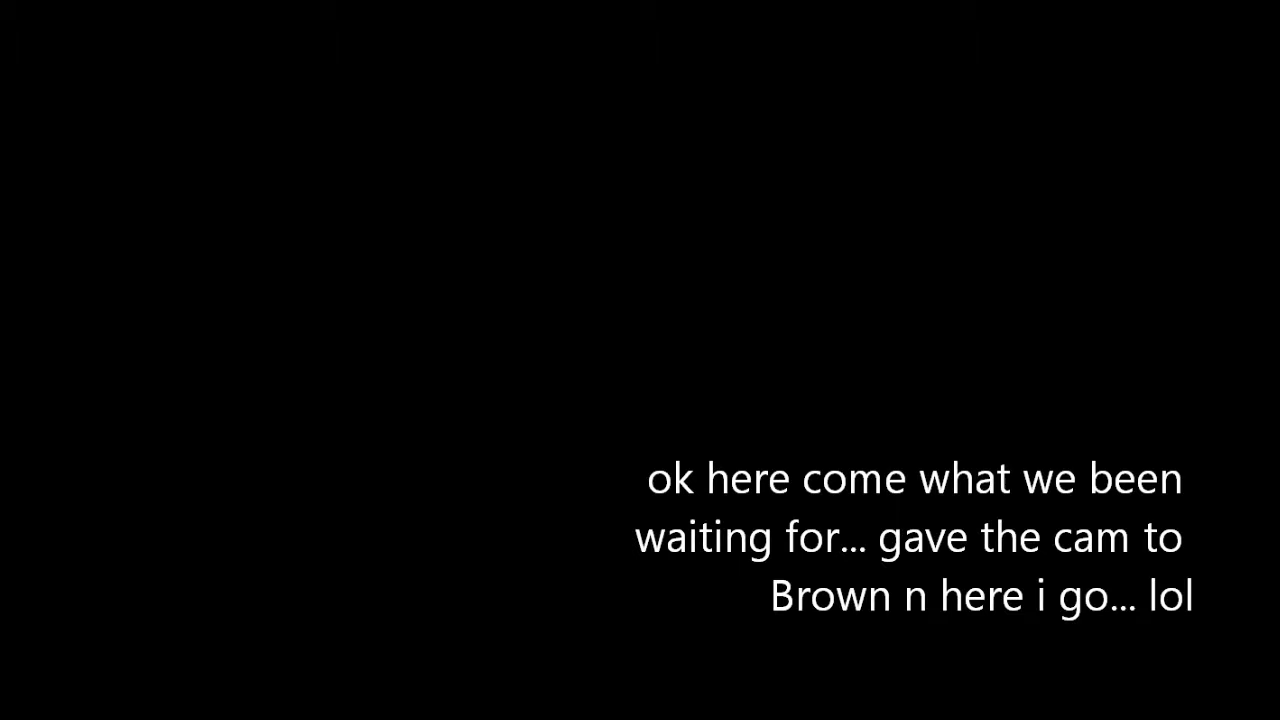 ok here come what we been
waiting for... gave the cam to
Brown n here i go... lol